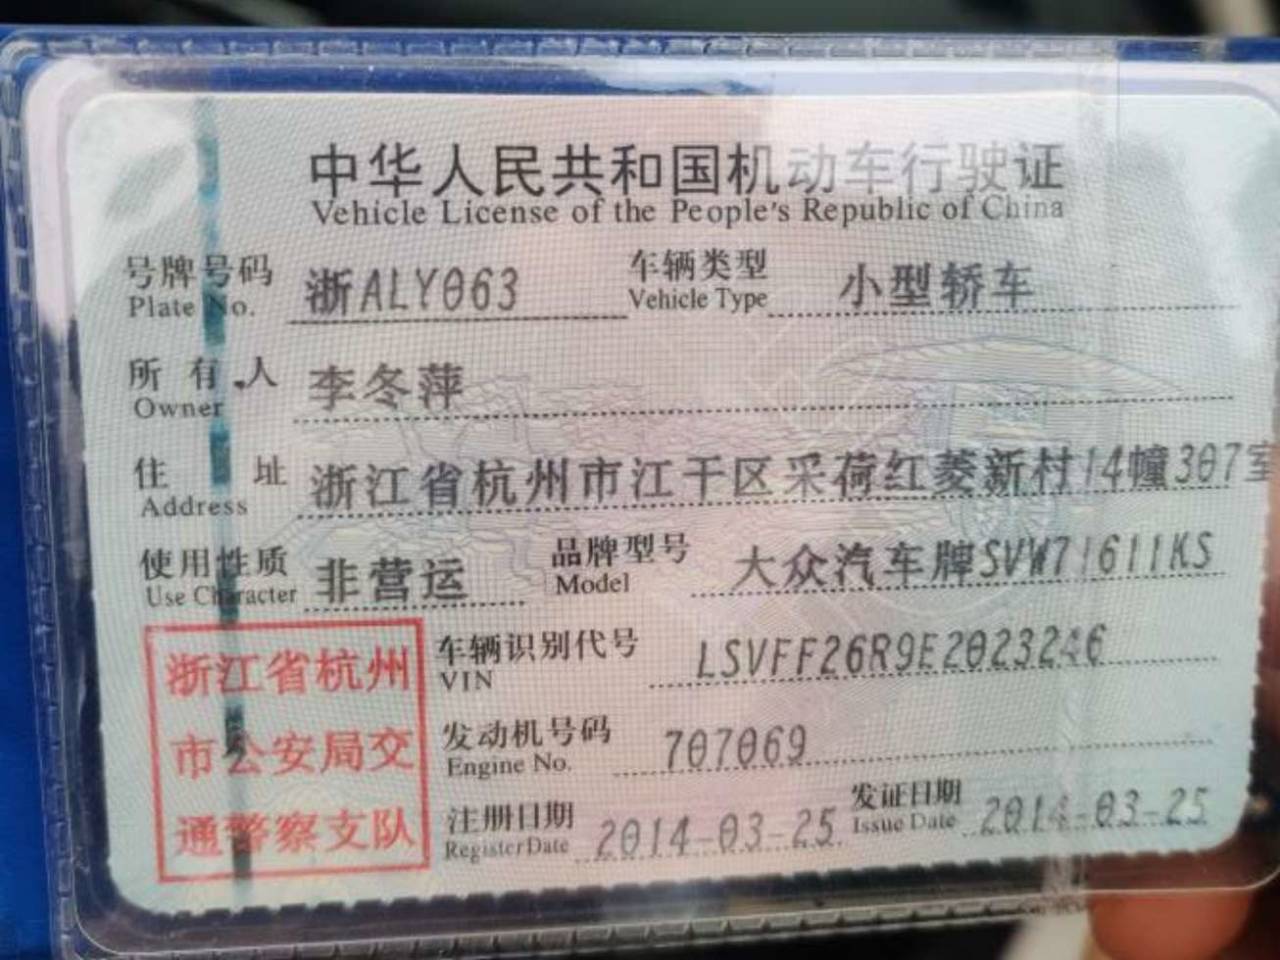 中华人民共和国机动车行驶证
Vehicle License of the People's Republic of China
号牌号码 浙ALY063 车辆类型 小型轿车
Plate No. Vehicle Type
所有人 李冬萍
Owner
住址 浙江省杭州市江干区采荷红菱新村14幢307室
Address
使用性质 非营运 品牌型号 大众汽车牌SVW71611KS
Use Character Model
车辆识别代号 LSVFF26R9E2023246
VIN
发动机号码 707069
Engine No.
注册日期 2014-03-25 发证日期 2014-03-25
Register Date Issue Date
浙江省杭州
市公安局交
通警察支队